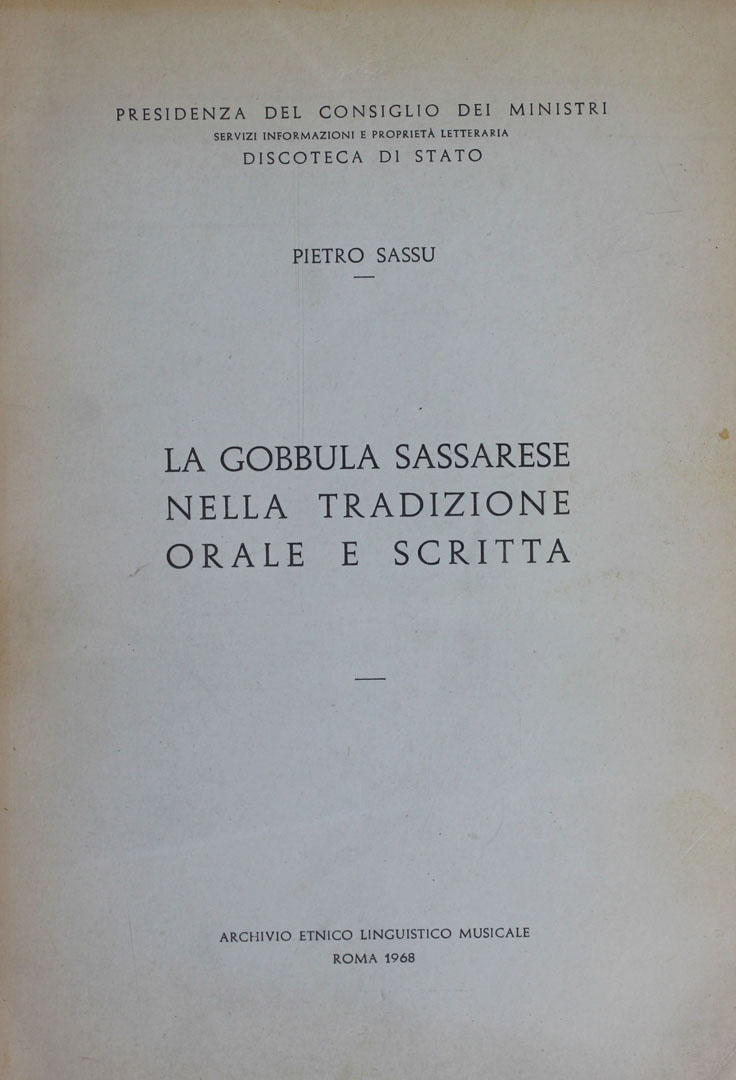 PRESIDENZA DEL CONSIGLIO DEI MINISTRI
SERVIZI INFORMAZIONI E PROPRIETÀ LETTERARIA
DISCOTECA DI STATO
PIETRO SASSU
LA GOBBULA SASSARESE
NELLA TRADIZIONE
ORALE E SCRITTA
ARCHIVIO ETNICO LINGUISTICO MUSICALE
ROMA 1968